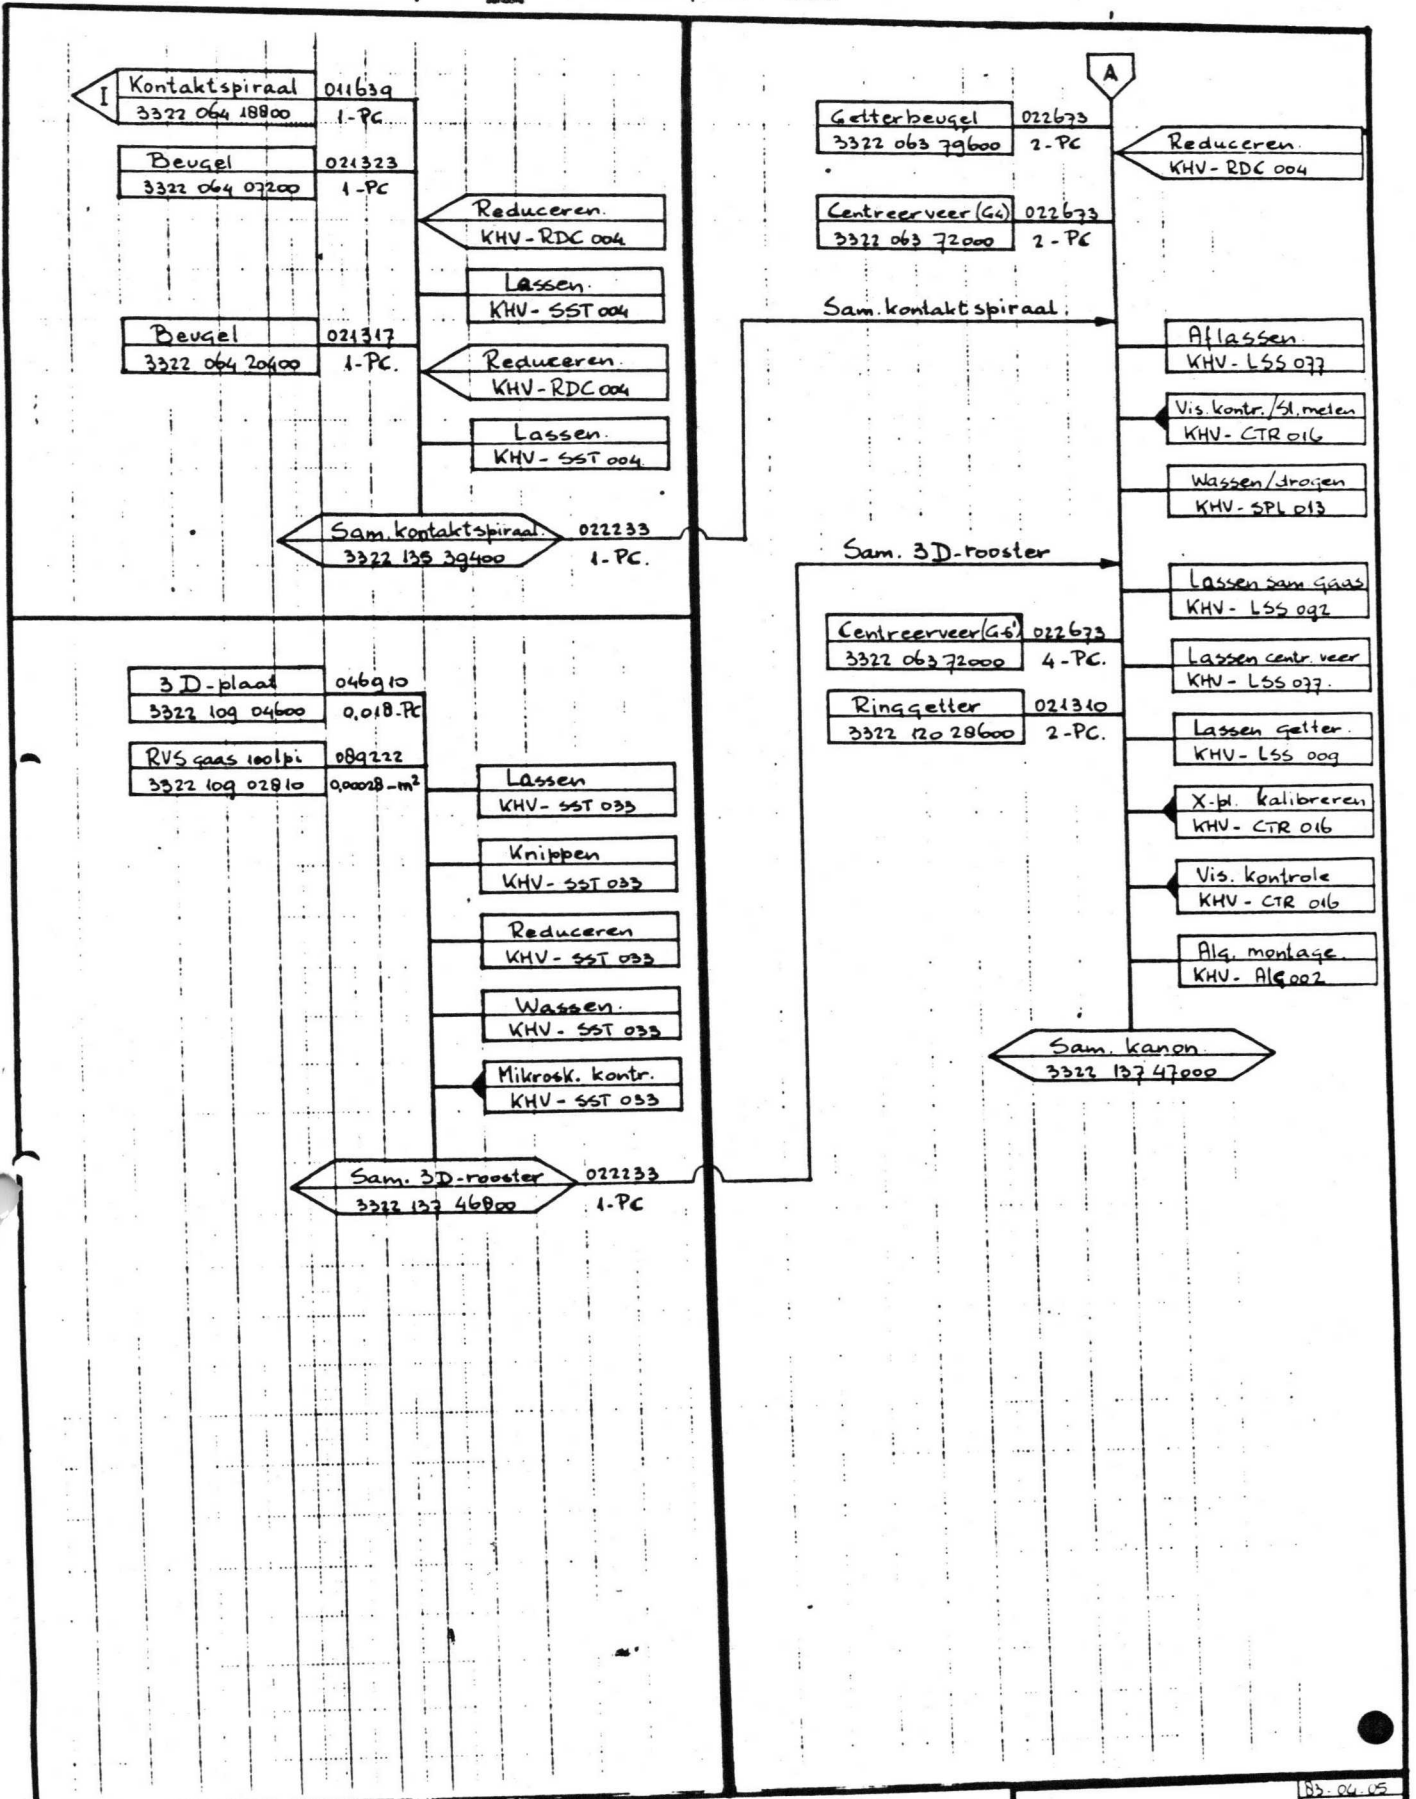 I
Kontaktspiraal 011639
3322 064 18800 1-PC
Beugel 021323
3322 064 07200 1-PC
Reduceren.
KHV-RDC 004
Lassen.
KHV- SST 004
Beugel 021317
3322 064 20400 1-PC.
Reduceren.
KHV-RDC 004
Lassen.
KHV- SST 004.
Sam. kontaktspiraal. 022233
3322 135 39400 1-PC.
3D-plaat 046910
3322 109 04600 0,018-PC
RVS gaas 100lpi 089222
3322 109 02810 0,00028-m²
Lassen
KHV- SST 033
Knippen
KHV- SST 033
Reduceren
KHV- SST 033
Wassen.
KHV- SST 033
Mikrosk. kontr.
KHV- SST 033
Sam. 3D-rooster 022233
3322 137 46800 1-PC
A
Getterbeugel 022673
3322 063 79600 2-PC
Reduceren.
KHV- RDC 004
Centreerveer (G4) 022673
3322 063 72000 2-PC
Sam. kontaktspiraal.
Aflassen.
KHV- LSS 077
Vis. kontr./Sl. meten
KHV- CTR 016
Wassen/drogen
KHV- SPL 013
Sam. 3D-rooster
Lassen sam. gaas
KHV- LSS 092
Centreerveer (G6') 022673
3322 063 72000 4-PC.
Lassen centr. veer
KHV- LSS 077.
Ringgetter 021310
3322 120 28600 2-PC.
Lassen getter.
KHV- LSS 009
X-pl. kalibreren
KHV- CTR 016
Vis. kontrole
KHV- CTR 016
Alg. montage.
KHV- Alg 002
Sam. kanon.
3322 137 47000
83-04-05